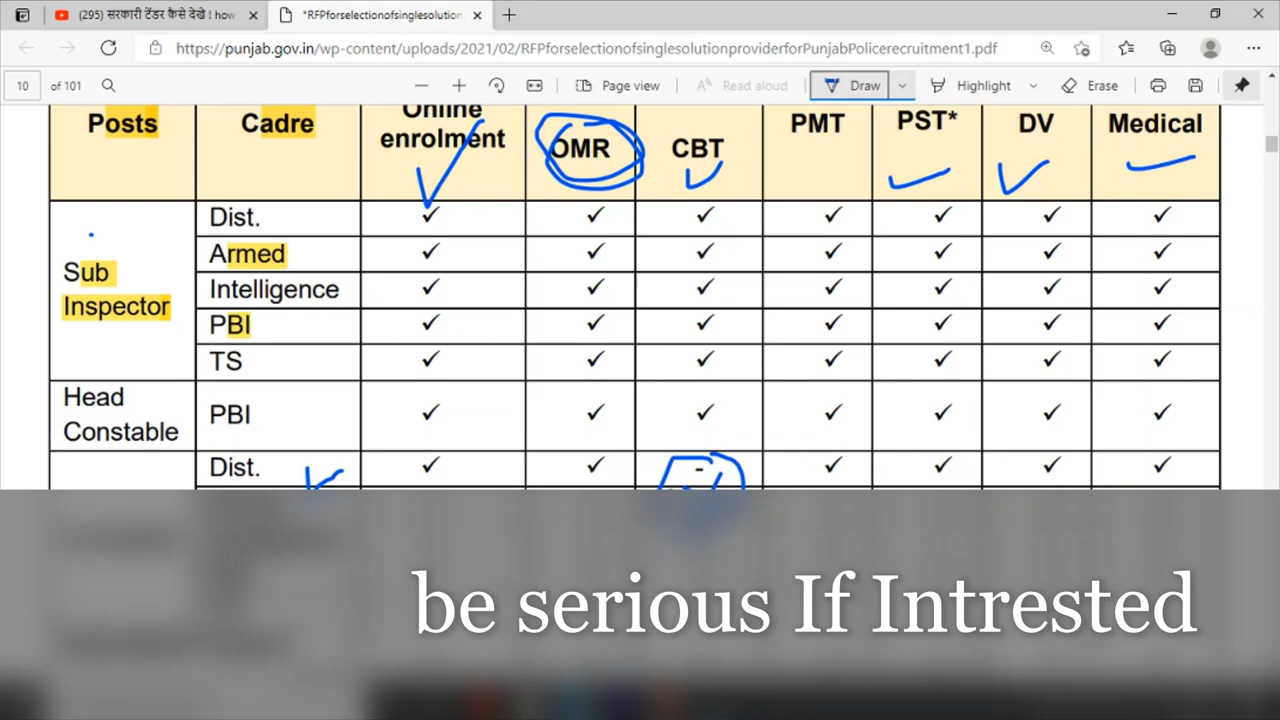 (295) सरकारी टेंडर कैसे देखे ! how
*RFPforselectionofsinglesolution
https://punjab.gov.in/wp-content/uploads/2021/02/RFPforselectionofsinglesolutionproviderforPunjabPolicerecruitment1.pdf
10 of 101 Page view Read aloud Draw Highlight Erase
Posts Cadre Online enrolment OMR CBT PMT PST* DV Medical
Sub Inspector Dist. ✓ ✓ ✓ ✓ ✓ ✓ ✓
Armed ✓ ✓ ✓ ✓ ✓ ✓ ✓
Intelligence ✓ ✓ ✓ ✓ ✓ ✓ ✓
PBI ✓ ✓ ✓ ✓ ✓ ✓ ✓
TS ✓ ✓ ✓ ✓ ✓ ✓ ✓
Head Constable PBI ✓ ✓ ✓ ✓ ✓ ✓ ✓
Dist. ✓ ✓ - ✓ ✓ ✓ ✓
be serious If Intrested